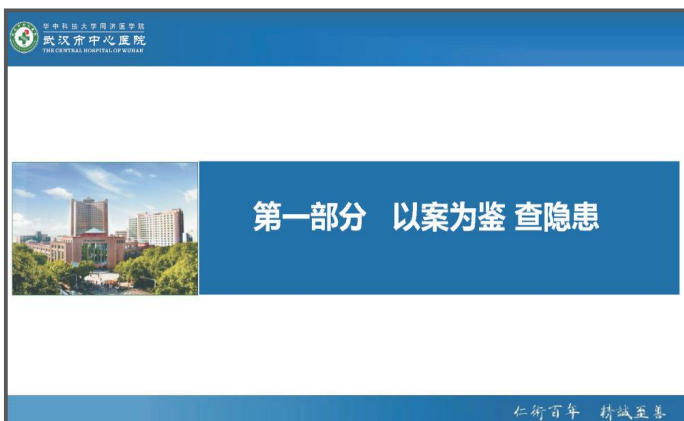 华中科技大学同济医学院
武汉市中心医院
THE CENTRAL HOSPITAL OF WUHAN
第一部分 以案为鉴 查隐患
仁術百年 精誠至善